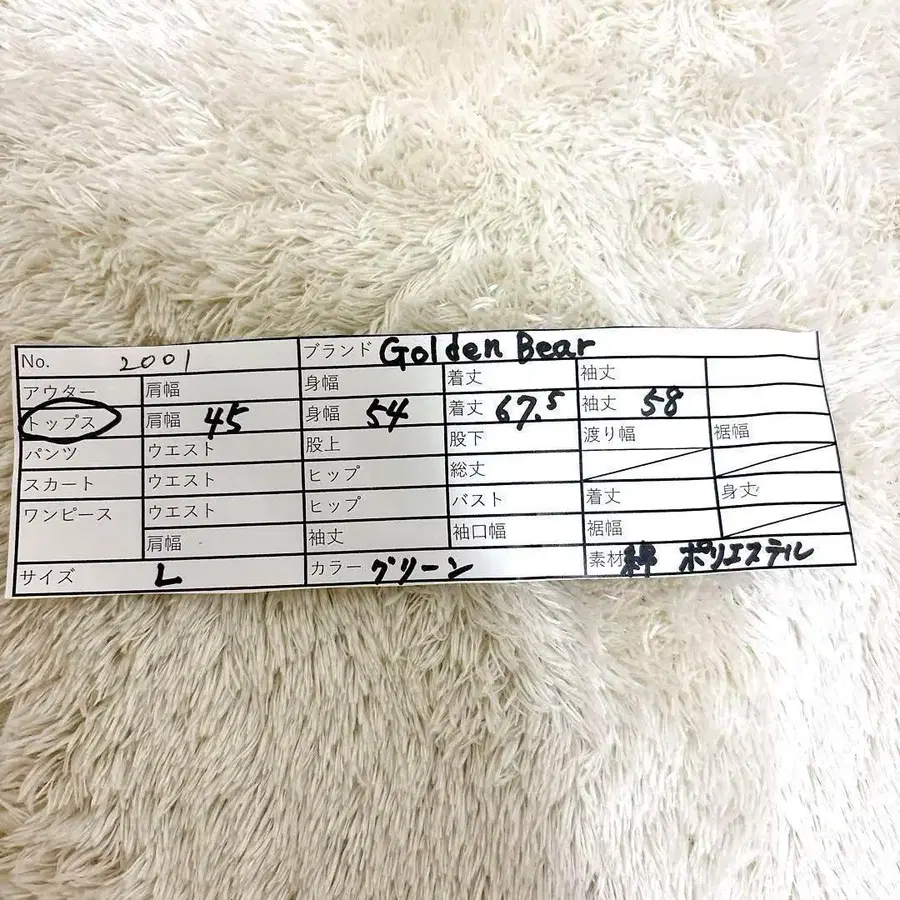 No. 2001 ブランド Golden Bear
アウター 肩幅 身幅 着丈 袖丈
トップス 肩幅 45 身幅 54 着丈 67.5 袖丈 58
パンツ ウエスト 股上 股下 渡り幅 裾幅
スカート ウエスト ヒップ 総丈
ワンピース ウエスト ヒップ バスト 着丈 身丈
肩幅 袖丈 袖口幅 裾幅
サイズ L カラー グリーン 素材 綿 ポリエステル